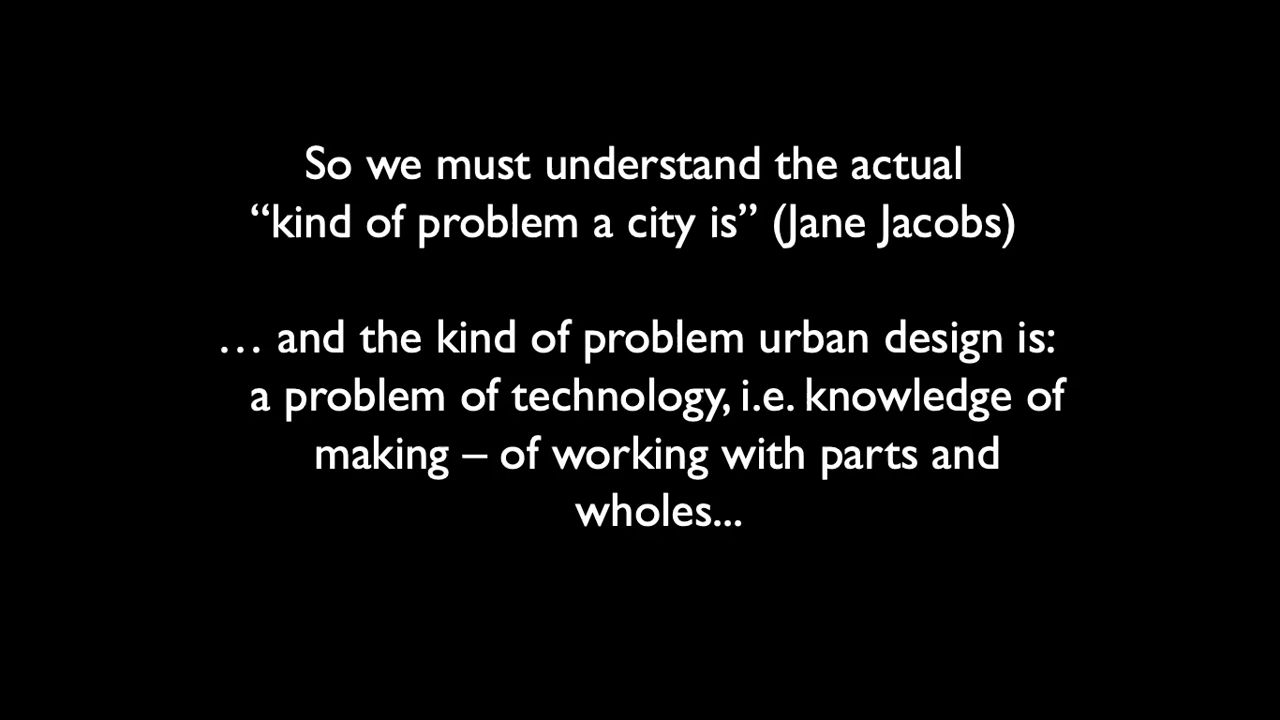 So we must understand the actual
“kind of problem a city is” (Jane Jacobs)
… and the kind of problem urban design is:
a problem of technology, i.e. knowledge of
making – of working with parts and
wholes...